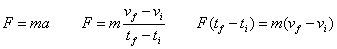 F = ma  F = m (v_f − v_i)/(t_f − t_i)  F(t_f − t_i) = m(v_f − v_i)